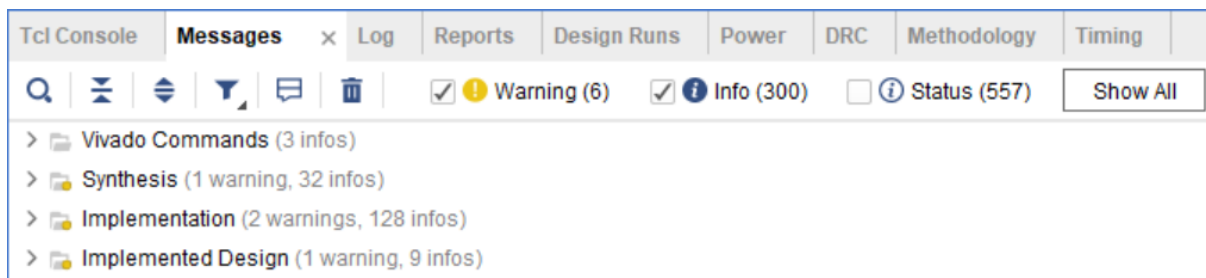 Tcl Console Messages Log Reports Design Runs Power DRC Methodology Timing
Warning (6) Info (300) Status (557) Show All
Vivado Commands (3 infos)
Synthesis (1 warning, 32 infos)
Implementation (2 warnings, 128 infos)
Implemented Design (1 warning, 9 infos)